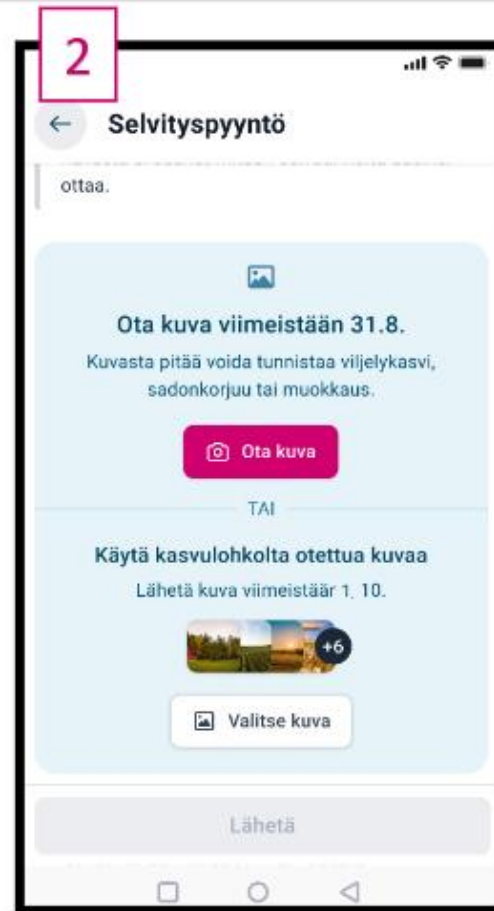 2
Selvityspyyntö
ottaa.
Ota kuva viimeistään 31.8.
Kuvasta pitää voida tunnistaa viljelykasvi,
sadonkorjuu tai muokkaus.
Ota kuva
TAI
Käytä kasvulohkolta otettua kuvaa
Lähetä kuva viimeistäär 1. 10.
+6
Valitse kuva
Lähetä